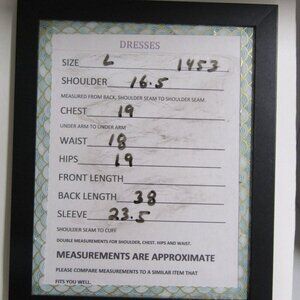 DRESSES
SIZE L 1453
SHOULDER 16.5
MEASURED FROM BACK, SHOULDER SEAM TO SHOULDER SEAM.
CHEST 19
UNDER ARM TO UNDER ARM
WAIST 18
HIPS 19
FRONT LENGTH
BACK LENGTH 38
SLEEVE 23.5
SHOULDER SEAM TO CUFF
DOUBLE MEASUREMENTS FOR SHOULDER, CHEST, HIPS AND WAIST.
MEASUREMENTS ARE APPROXIMATE
PLEASE COMPARE MEASUREMENTS TO A SIMILAR ITEM THAT
FITS YOU WELL.